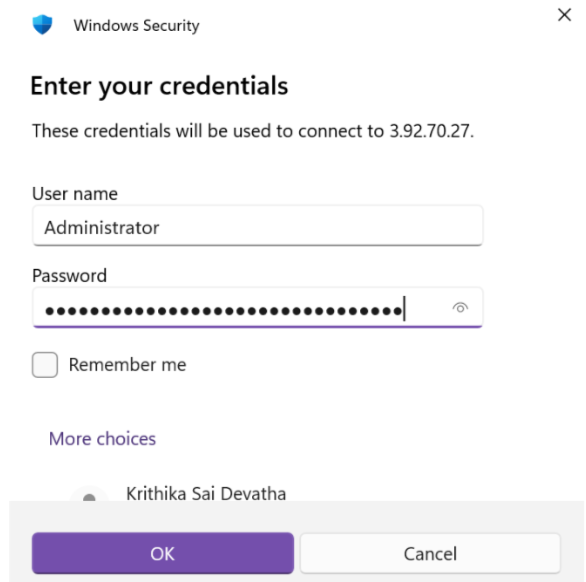 Windows Security
Enter your credentials
These credentials will be used to connect to 3.92.70.27.
User name
Administrator
Password
••••••••••••••••••••••••••••••••
Remember me
More choices
Krithika Sai Devatha
OK
Cancel